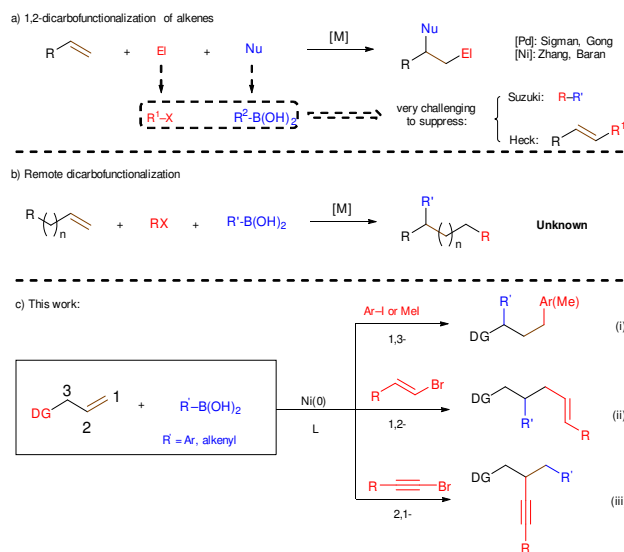 a) 1,2-dicarbofunctionalization of alkenes
R + El + Nu [M] Nu R El [Pd]: Sigman, Gong
[Ni]: Zhang, Baran
R¹–X R²-B(OH)₂ very challenging to suppress: Suzuki: R–R'
Heck: R R¹
b) Remote dicarbofunctionalization
R ( )n + RX + R'-B(OH)₂ [M] R' R ( )n R Unknown
c) This work:
Ar–I or MeI
1,3-
R' Ar(Me) DG (i)
3 1 DG 2 + R'-B(OH)₂
R' = Ar, alkenyl
Ni(0)
L
R Br
1,2-
DG R' R (ii)
R Br
2,1-
DG R' R (iii